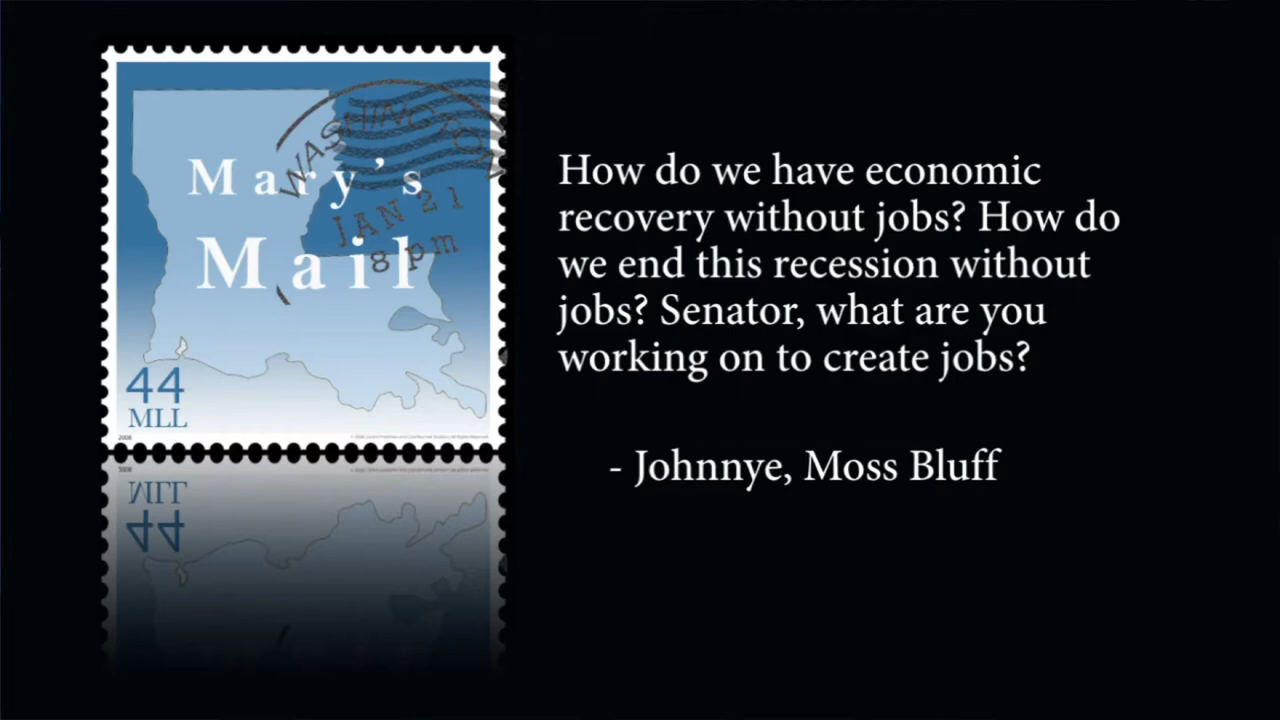 Mary's
Mail
WASHINGTON
JAN 21
8 pm
44
MLL
2008
How do we have economic
recovery without jobs? How do
we end this recession without
jobs? Senator, what are you
working on to create jobs?
- Johnnye, Moss Bluff